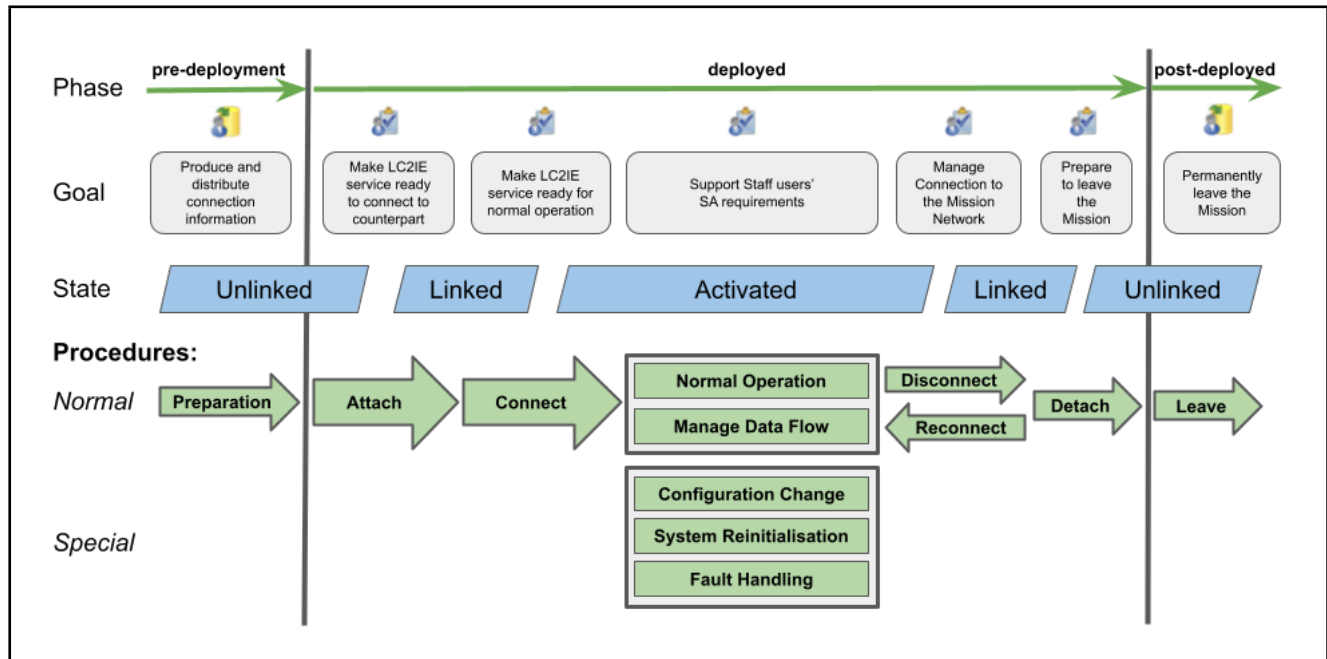 pre-deployment
deployed
post-deployed
Phase
Goal
Produce and
distribute
connection
information
Make LC2IE
service ready
to connect to
counterpart
Make LC2IE
service ready for
normal operation
Support Staff users'
SA requirements
Manage
Connection to
the Mission
Network
Prepare
to leave
the
Mission
Permanently
leave the
Mission
State
Unlinked
Linked
Activated
Linked
Unlinked
Procedures:
Normal
Preparation
Attach
Connect
Normal Operation
Manage Data Flow
Disconnect
Reconnect
Detach
Leave
Special
Configuration Change
System Reinitialisation
Fault Handling